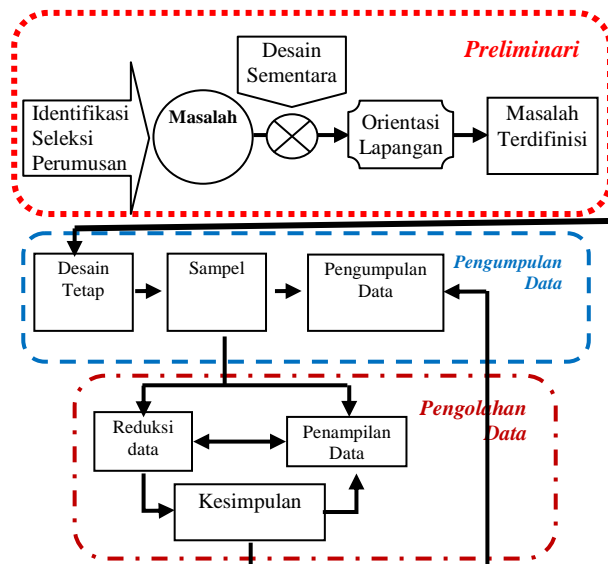 Preliminari
Desain
Sementara
Identifikasi
Seleksi
Perumusan
Masalah
Orientasi
Lapangan
Masalah
Terdifinisi
Pengumpulan
Data
Desain
Tetap
Sampel
Pengumpulan
Data
Pengolahan
Data
Reduksi
data
Penampilan
Data
Kesimpulan